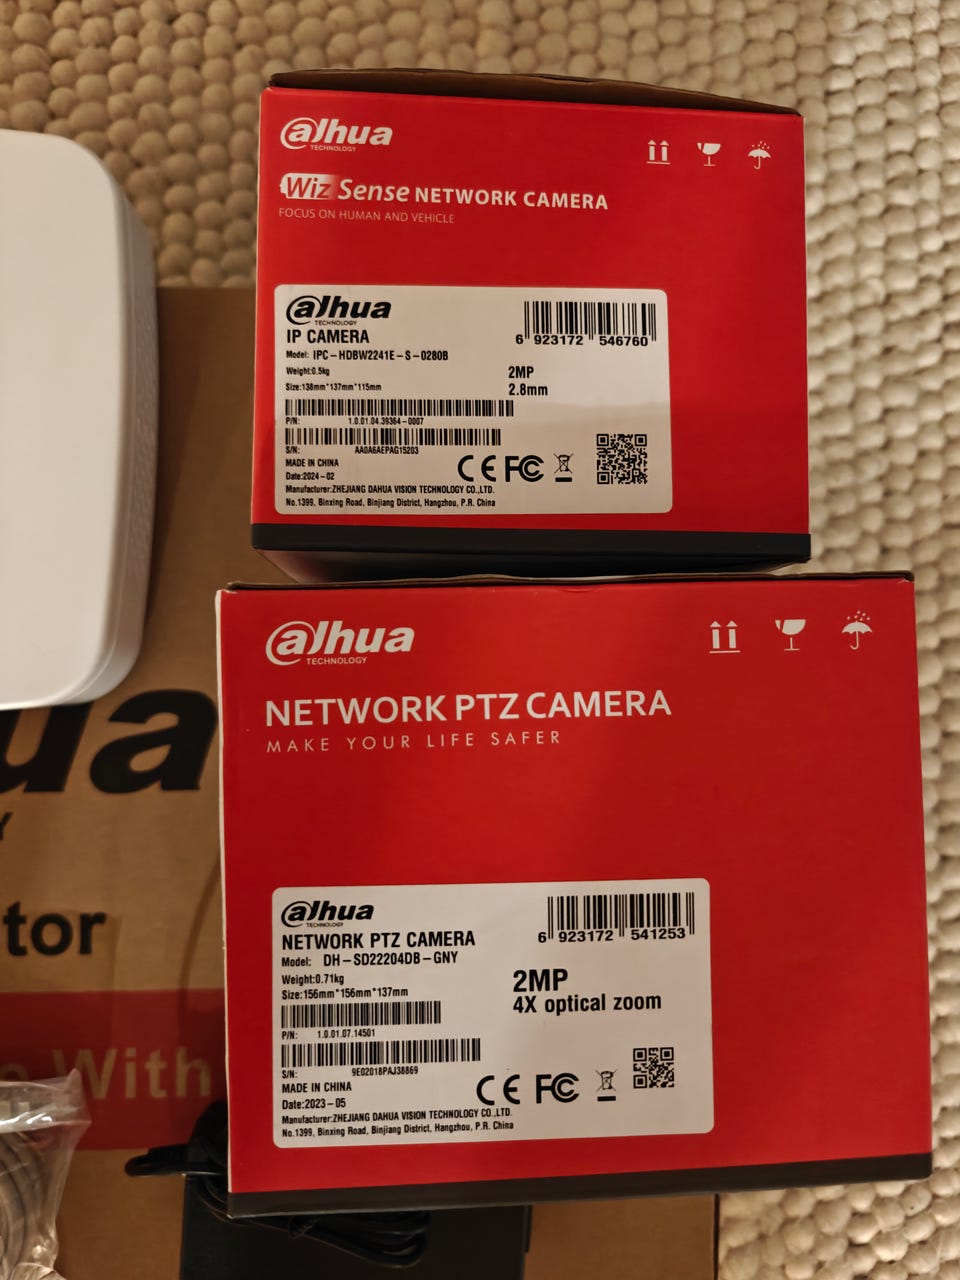 alhua
TECHNOLOGY
Wiz Sense NETWORK CAMERA
FOCUS ON HUMAN AND VEHICLE
alhua
TECHNOLOGY
IP CAMERA
Model: IPC-HDBW2241E-S-0280B
Weight:0.5kg
Size:138mm*137mm*115mm
6 923172 546760
2MP
2.8mm
P/N: 1.0.01.04.39364-0007
S/N: AA0A6AEPAG15203
MADE IN CHINA
Date:2024-02
CE FC
Manufacturer:ZHEJIANG DAHUA VISION TECHNOLOGY CO.,LTD.
No.1399, Binxing Road, Binjiang District, Hangzhou, P.R. China
alhua
TECHNOLOGY
NETWORK PTZ CAMERA
MAKE YOUR LIFE SAFER
alhua
TECHNOLOGY
NETWORK PTZ CAMERA
Model: DH-SD22204DB-GNY
Weight:0.71kg
Size:156mm*156mm*137mm
6 923172 541253
2MP
4X optical zoom
P/N: 1.0.01.07.14501
S/N: 9E02018PAJ38869
MADE IN CHINA
Date:2023-05
CE FC
Manufacturer:ZHEJIANG DAHUA VISION TECHNOLOGY CO.,LTD.
No.1399, Binxing Road, Binjiang District, Hangzhou, P.R. China
ua
Y
tor
With